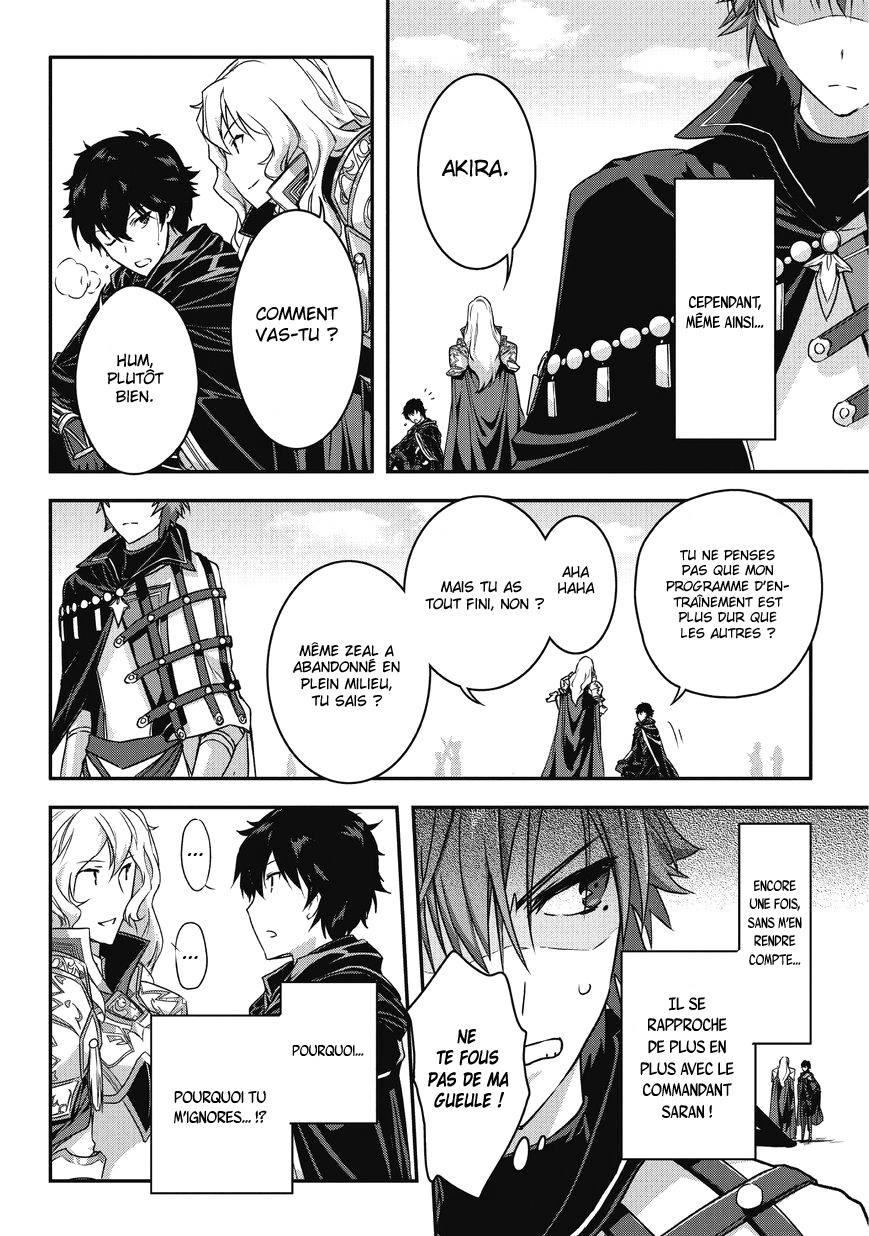 AKIRA.
CEPENDANT,
MÊME AINSI...
COMMENT
VAS-TU ?
HUM,
PLUTÔT
BIEN.
TU NE PENSES
PAS QUE MON
PROGRAMME D'EN-
TRAÎNEMENT EST
PLUS DUR QUE
LES AUTRES ?
AHA
HAHA
MAIS TU AS
TOUT FINI, NON ?
MÊME ZEAL A
ABANDONNÉ EN
PLEIN MILIEU,
TU SAIS ?
ENCORE
UNE FOIS,
SANS M'EN
RENDRE
COMPTE...
IL SE
RAPPROCHE
DE PLUS EN
PLUS AVEC LE
COMMANDANT
SARAN !
NE
TE FOUS
PAS DE MA
GUEULE !
...
...
POURQUOI...
POURQUOI TU
M'IGNORES... !?